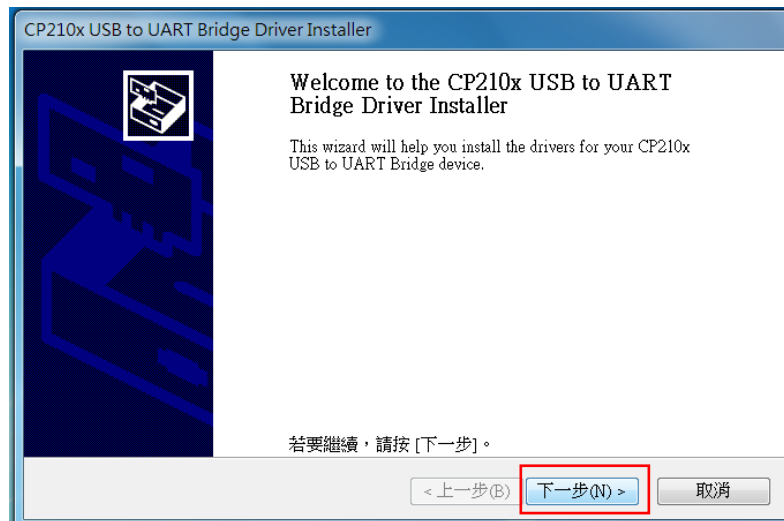 CP210x USB to UART Bridge Driver Installer
Welcome to the CP210x USB to UART
Bridge Driver Installer
This wizard will help you install the drivers for your CP210x
USB to UART Bridge device.
若要繼續，請按 [下一步]。
< 上一步(B)
下一步(N) >
取消